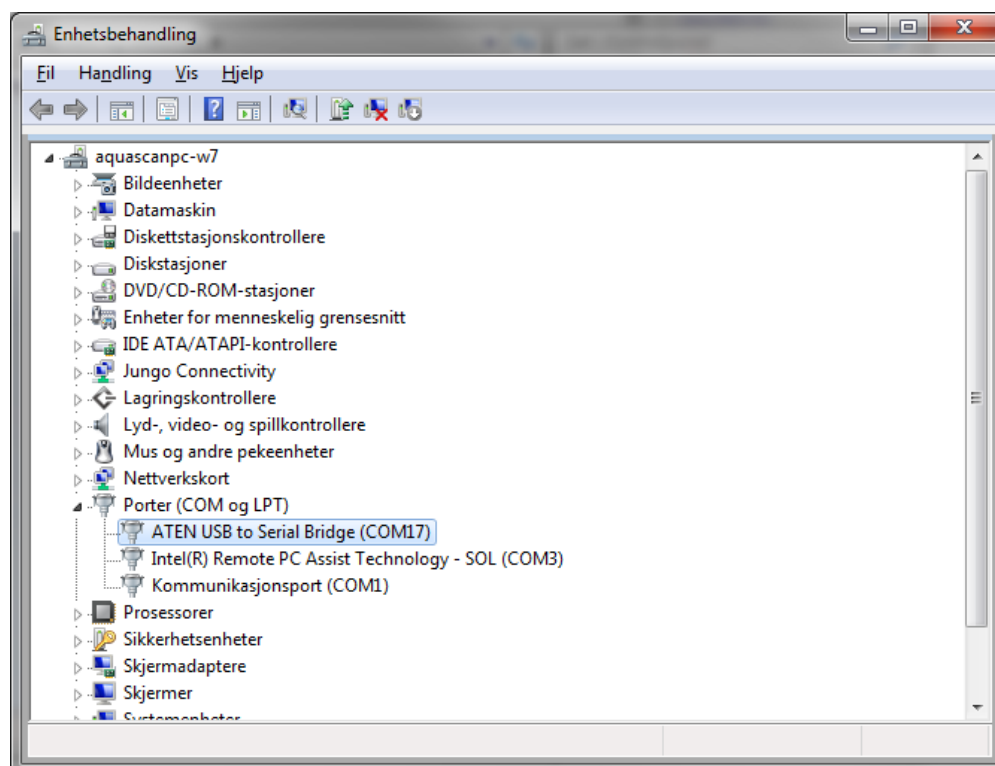 Enhetsbehandling
Fil Handling Vis Hjelp
aquascanpc-w7
Bildeenheter
Datamaskin
Diskettstasjonskontrollere
Diskstasjoner
DVD/CD-ROM-stasjoner
Enheter for menneskelig grensesnitt
IDE ATA/ATAPI-kontrollere
Jungo Connectivity
Lagringskontrollere
Lyd-, video- og spillkontrollere
Mus og andre pekeenheter
Nettverkskort
Porter (COM og LPT)
ATEN USB to Serial Bridge (COM17)
Intel(R) Remote PC Assist Technology - SOL (COM3)
Kommunikasjonsport (COM1)
Prosessorer
Sikkerhetsenheter
Skjermadaptere
Skjermer
Systemenheter